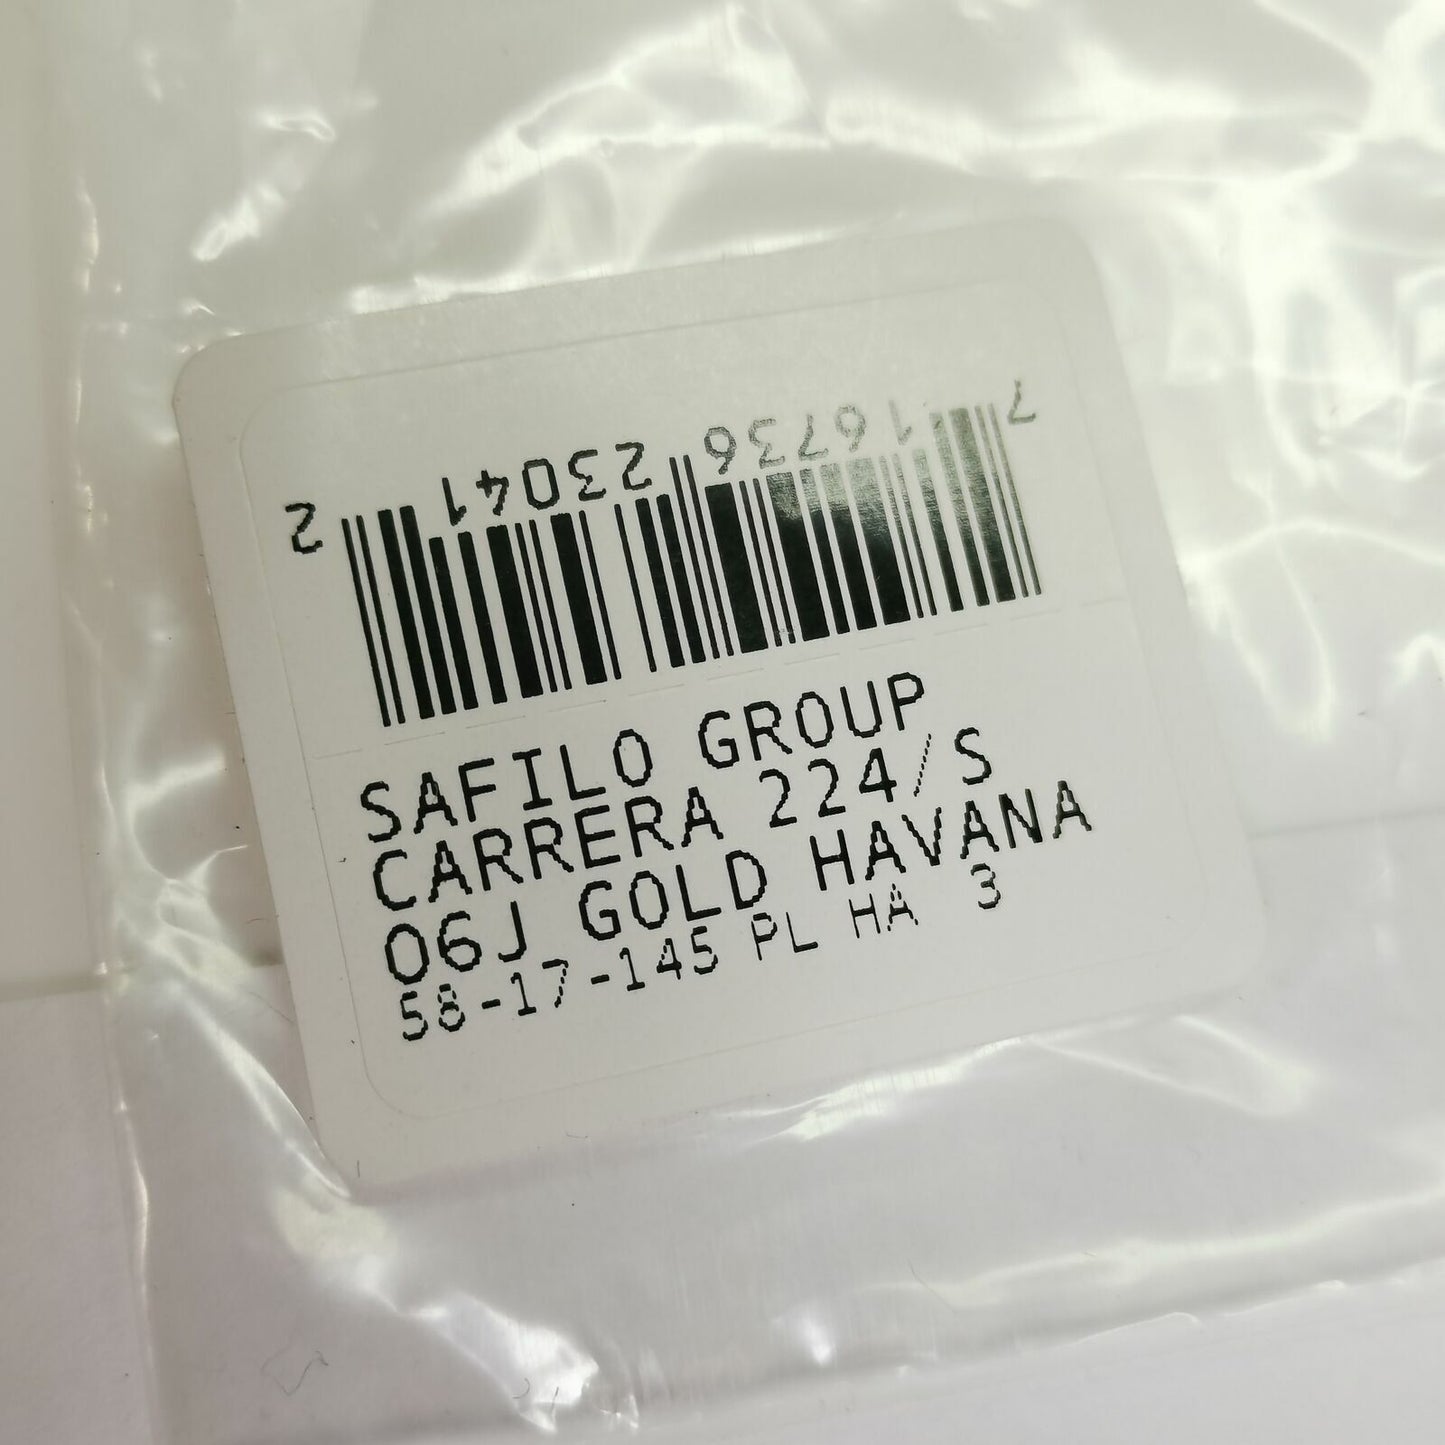 7 16736 23041 2
SAFILO GROUP
CARRERA 224/S
06J GOLD HAVANA
58-17-145 PL HA 3